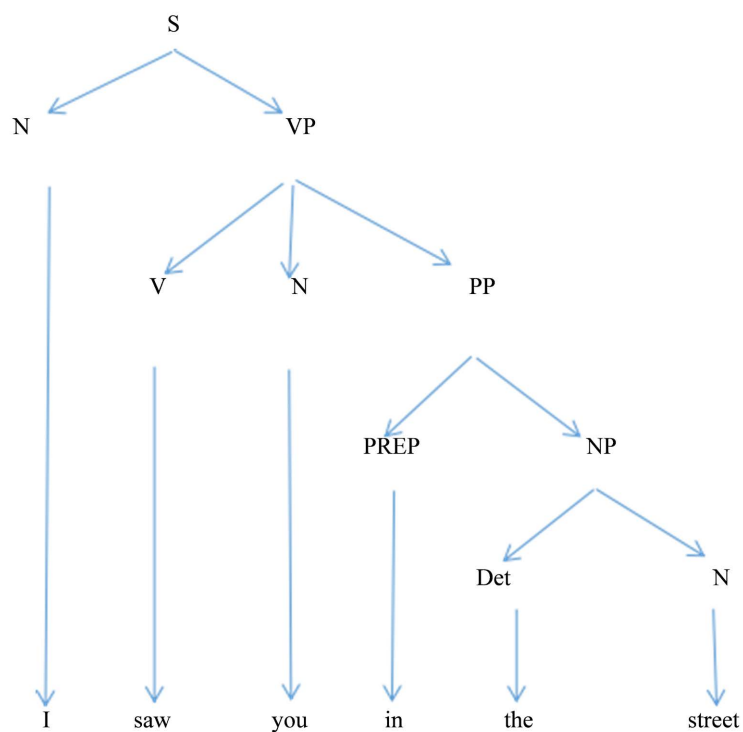 S
N VP
V N PP
PREP NP
Det N
I saw you in the street